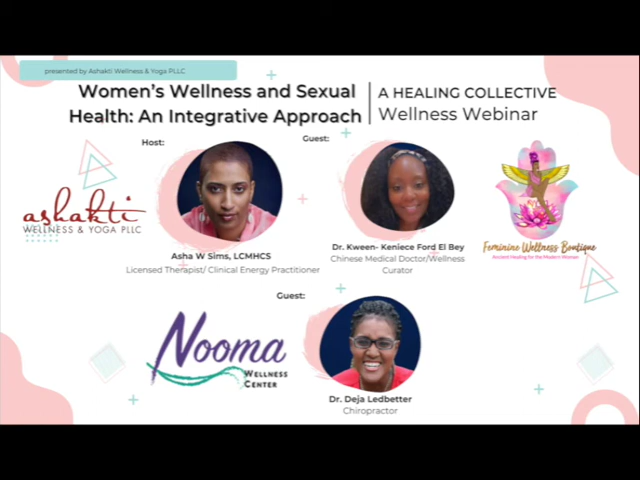 presented by Ashakti Wellness & Yoga PLLC
Women's Wellness and Sexual
Health: An Integrative Approach
A HEALING COLLECTIVE
Wellness Webinar
Host:
Guest:
ashakti
WELLNESS & YOGA PLLC
Asha W Sims, LCMHCS
Licensed Therapist/ Clinical Energy Practitioner
Dr. Kween- Keniece Ford El Bey
Chinese Medical Doctor/Wellness
Curator
Feminine Wellness Boutique
Ancient Healing for the Modern Woman
Guest:
Nooma
WELLNESS
CENTER
Dr. Deja Ledbetter
Chiropractor